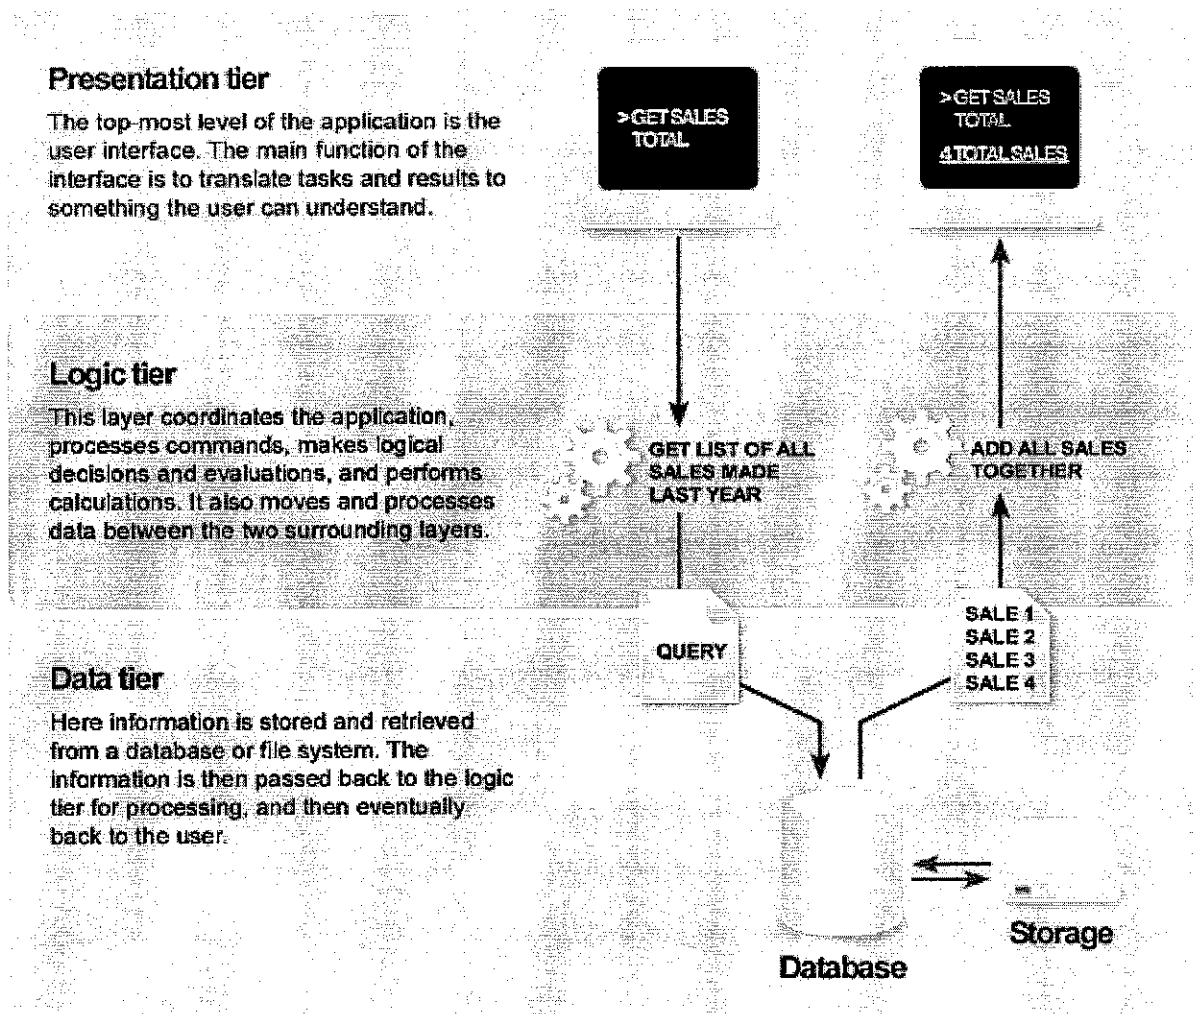 Presentation tier
The top-most level of the application is the
user interface. The main function of the
interface is to translate tasks and results to
something the user can understand.
>GET SALES
TOTAL
>GET SALES
TOTAL
4 TOTAL SALES
Logic tier
This layer coordinates the application,
processes commands, makes logical
decisions and evaluations, and performs
calculations. It also moves and processes
data between the two surrounding layers.
GET LIST OF ALL
SALES MADE
LAST YEAR
ADD ALL SALES
TOGETHER
Data tier
Here information is stored and retrieved
from a database or file system. The
information is then passed back to the logic
tier for processing, and then eventually
back to the user.
QUERY
SALE 1
SALE 2
SALE 3
SALE 4
Database
Storage